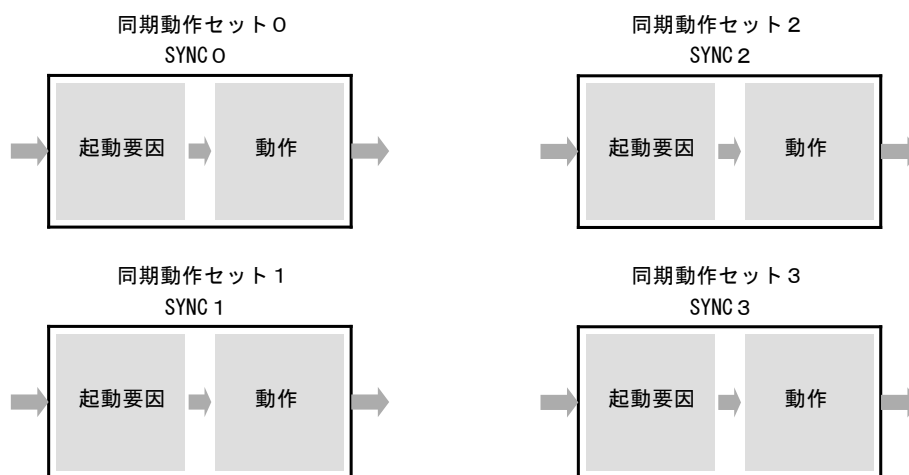 同期動作セット０
SYNC０
起動要因
動作
同期動作セット２
SYNC２
起動要因
動作
同期動作セット１
SYNC１
起動要因
動作
同期動作セット３
SYNC３
起動要因
動作